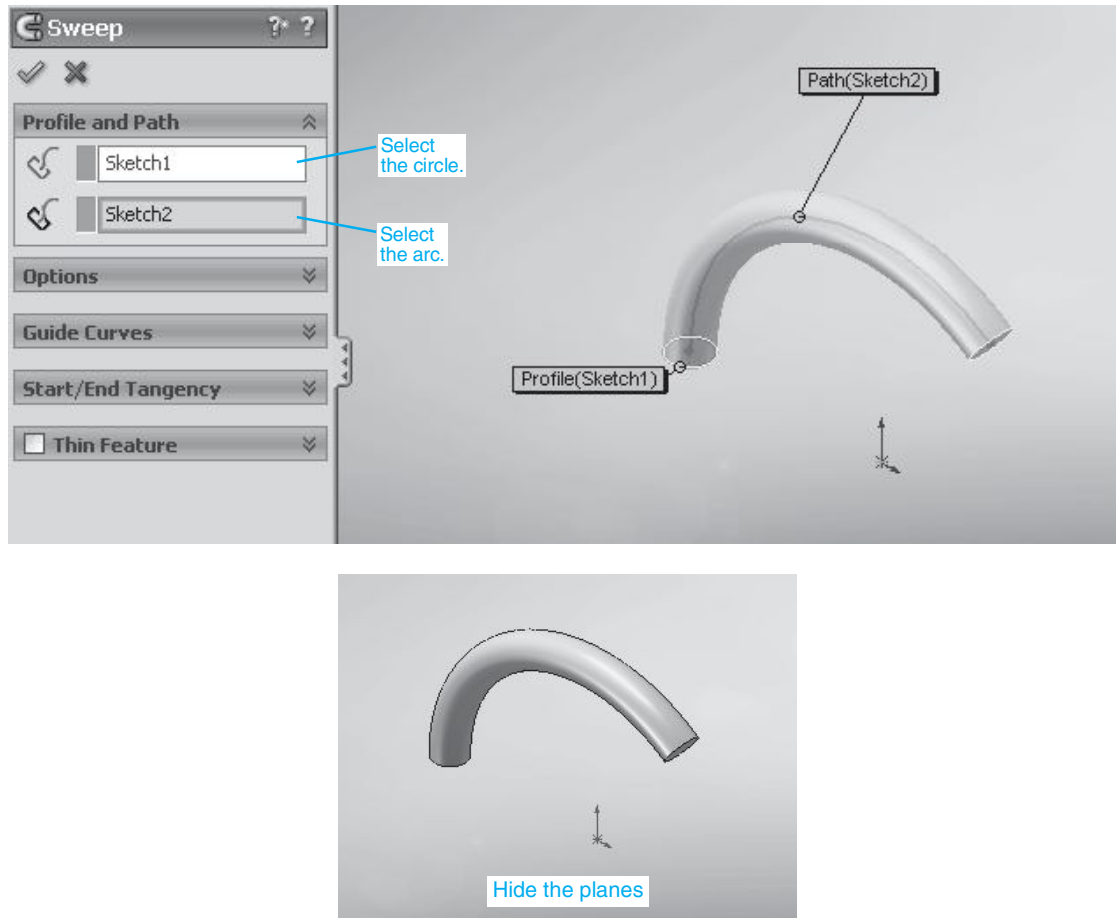 Sweep
? ?
Profile and Path
Sketch1
Select
the circle.
Sketch2
Select
the arc.
Options
Guide Curves
Start/End Tangency
Thin Feature
Path(Sketch2)
Profile(Sketch1)
Hide the planes